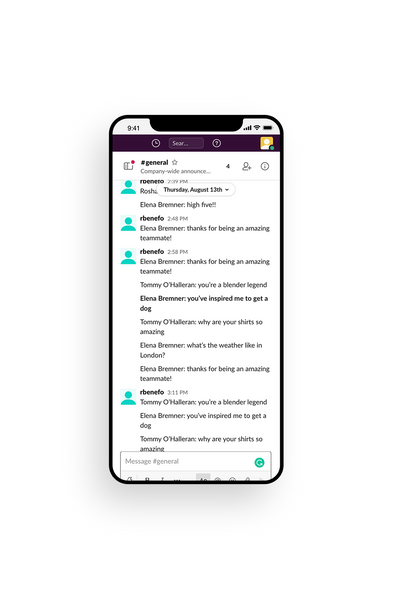 9:41
Sear...
#general
Company-wide announce...
4
rbenefo 2:39 PM
Thursday, August 13th
Elena Bremner: high five!!
rbenefo 2:48 PM
Elena Bremner: thanks for being an amazing
teammate!
rbenefo 2:58 PM
Elena Bremner: thanks for being an amazing
teammate!
Tommy O'Halleran: you're a blender legend
Elena Bremner: you've inspired me to get a
dog
Tommy O'Halleran: why are your shirts so
amazing
Elena Bremner: what's the weather like in
London?
Elena Bremner: thanks for being an amazing
teammate!
rbenefo 3:11 PM
Tommy O'Halleran: you're a blender legend
Elena Bremner: you've inspired me to get a
dog
Tommy O'Halleran: why are your shirts so
amazing
Message #general